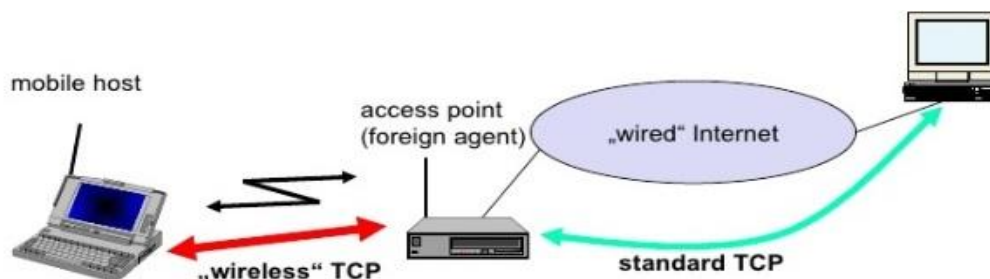 mobile host
access point
(foreign agent)
„wired“ Internet
„wireless“ TCP
standard TCP